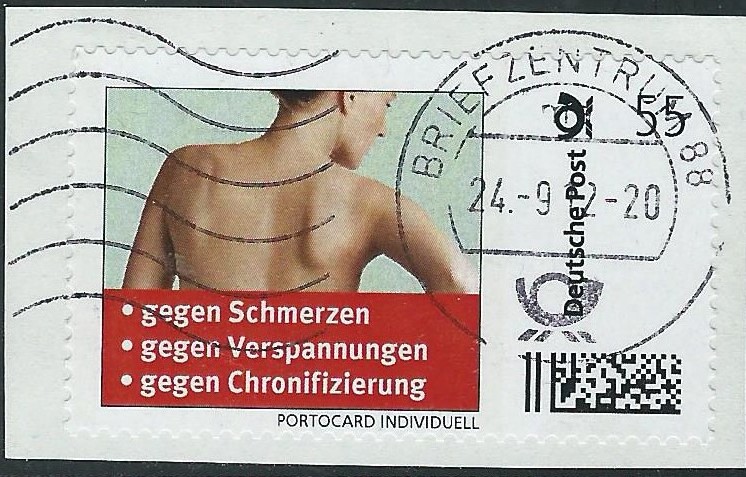 BRIEFZENTRUM 88
55
24.-9 12-20
Deutsche Post
• gegen Schmerzen
• gegen Verspannungen
• gegen Chronifizierung
PORTOCARD INDIVIDUELL